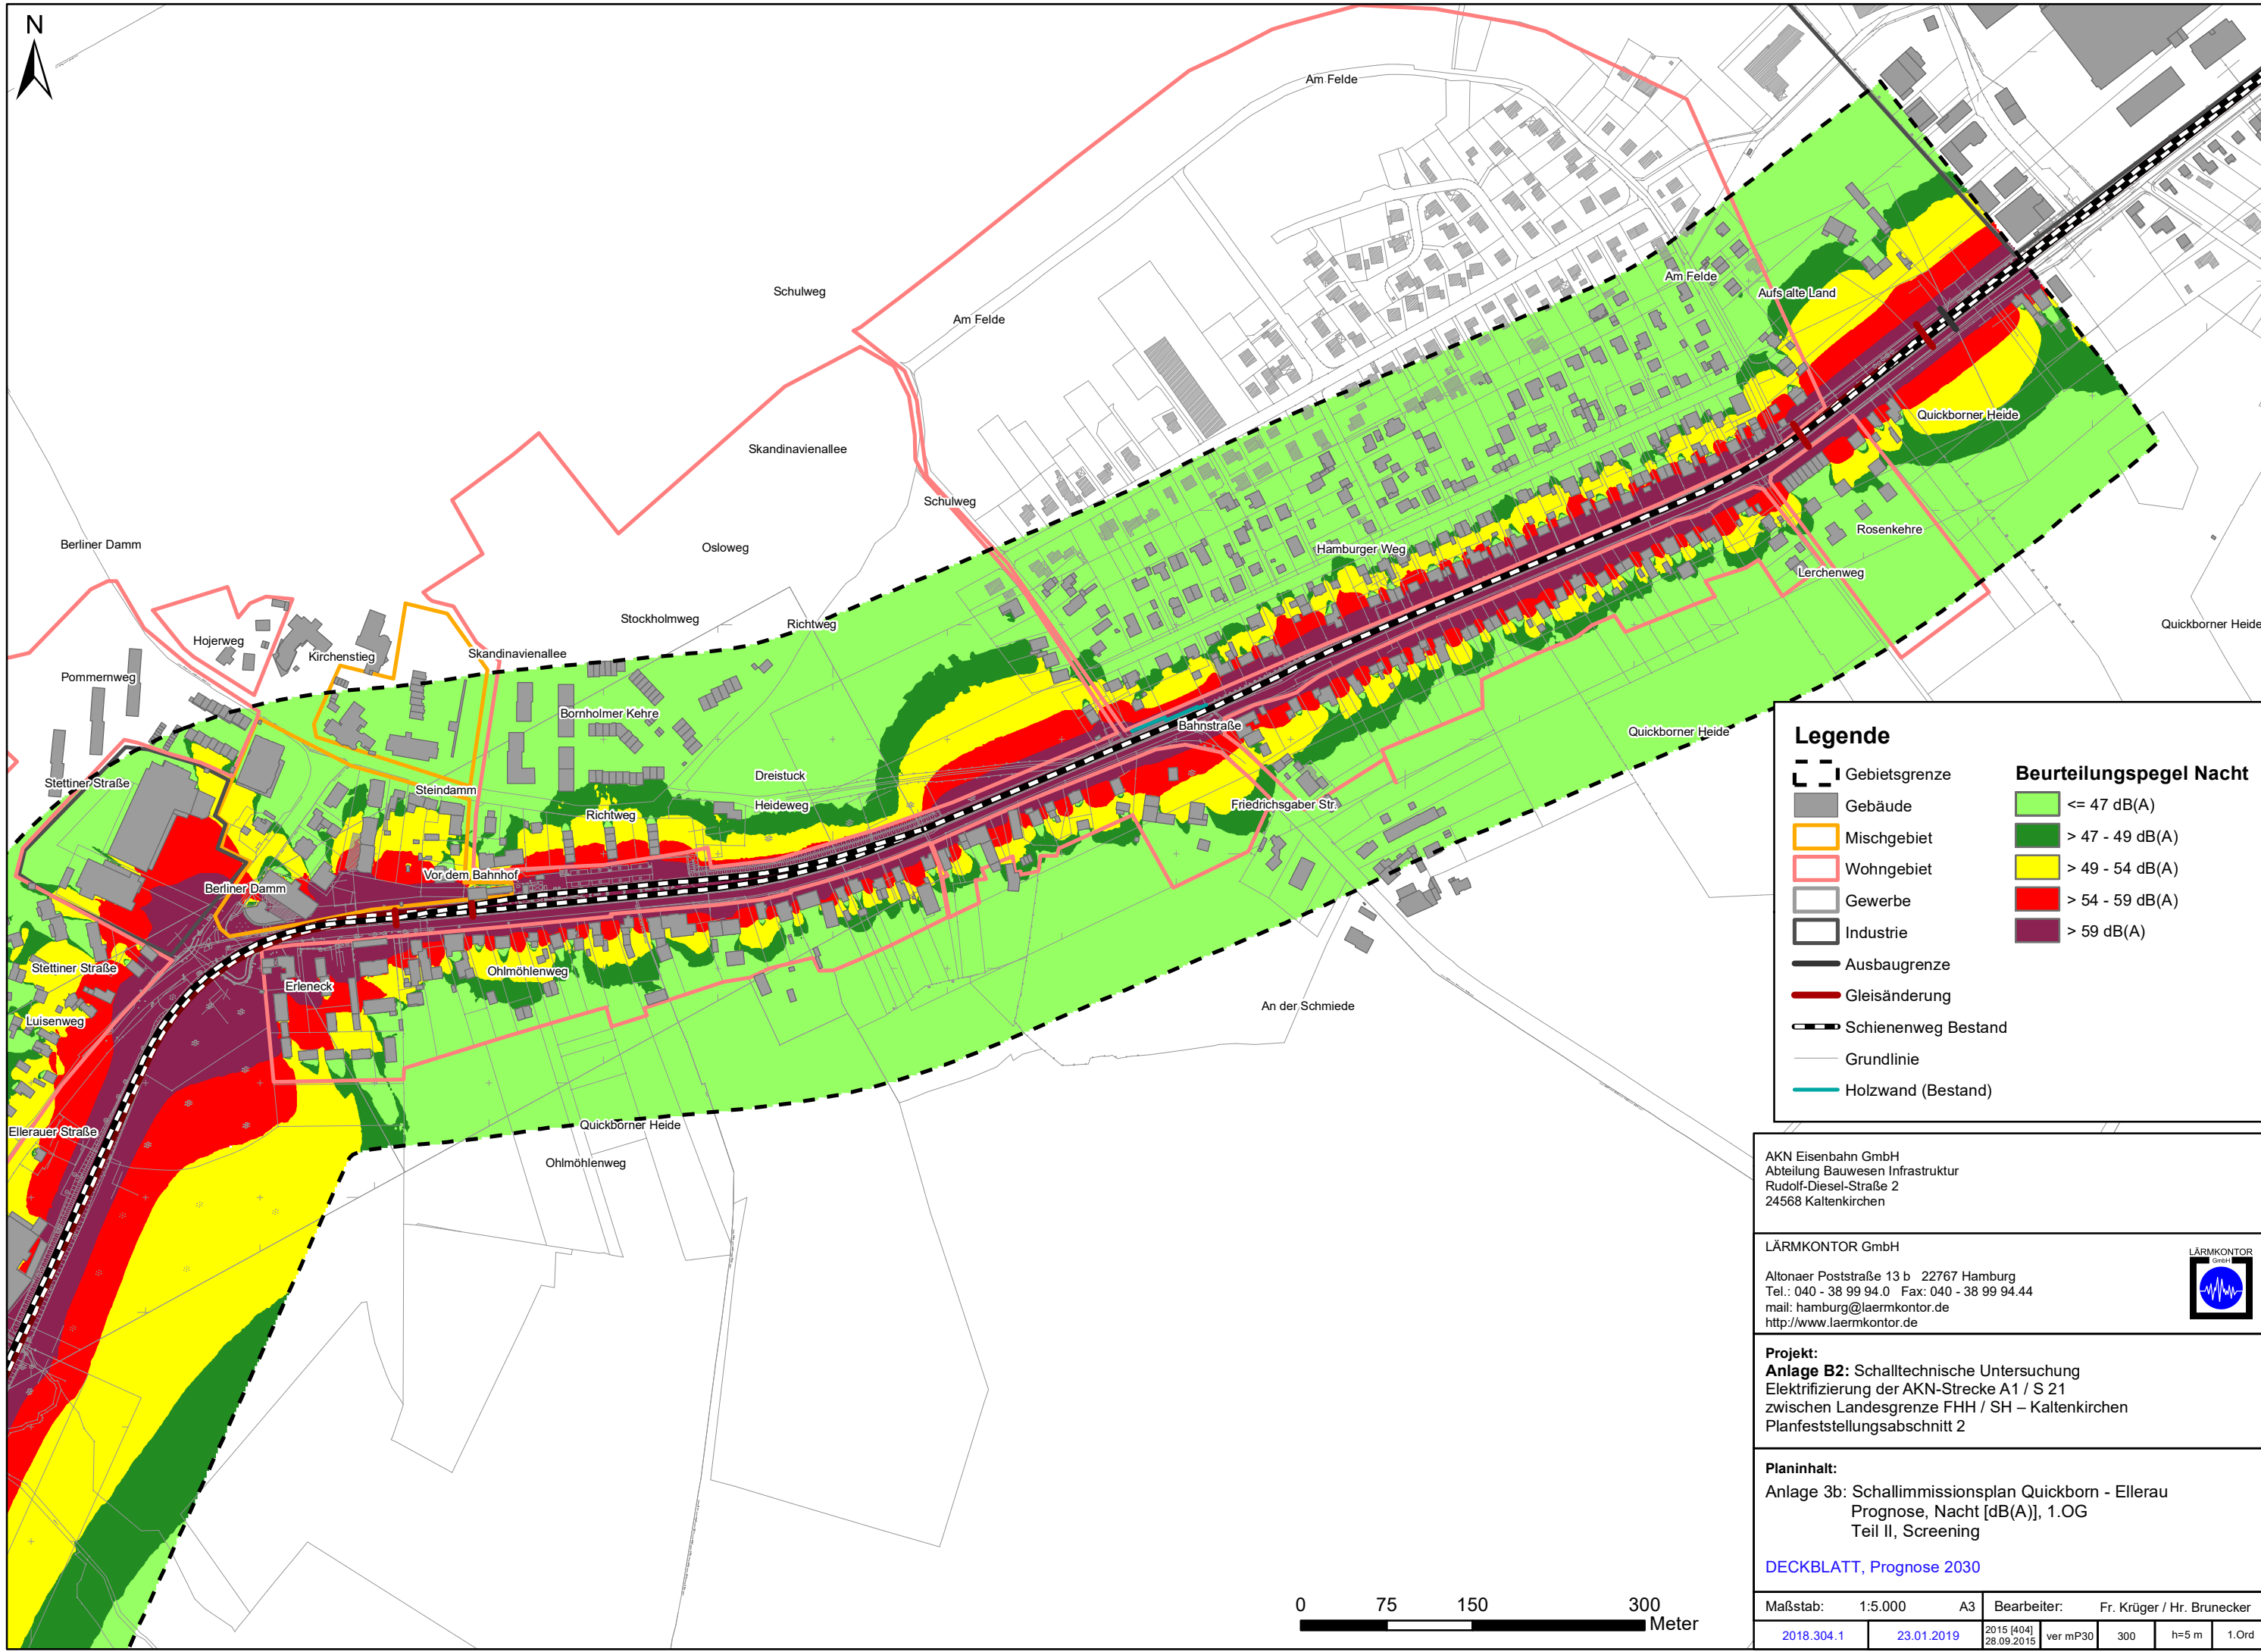 N
Am Felde
Schulweg
Am Felde
Am Felde
Aufs alte Land
Quickborner Heide
Skandinavienallee
Schulweg
Berliner Damm
Osloweg
Hamburger Weg
Rosenkehre
Lerchenweg
Stockholmweg
Richtweg
Quickborner Heide
Hojerweg
Kirchenstieg
Skandinavienallee
Pommernweg
Bornholmer Kehre
Bahnstraße
Quickborner Heide
Stettiner Straße
Steindamm
Dreistuck
Heideweg
Friedrichsgaber Str.
Richtweg
Vor dem Bahnhof
Berliner Damm
Stettiner Straße
Ohlmöhlenweg
Erleneck
An der Schmiede
Luisenweg
Ellerauer Straße
Quickborner Heide
Ohlmöhlenweg
Legende
Gebietsgrenze
Gebäude
Mischgebiet
Wohngebiet
Gewerbe
Industrie
Ausbaugrenze
Gleisänderung
Schienenweg Bestand
Grundlinie
Holzwand (Bestand)
Beurteilungspegel Nacht
<= 47 dB(A)
> 47 - 49 dB(A)
> 49 - 54 dB(A)
> 54 - 59 dB(A)
> 59 dB(A)
AKN Eisenbahn GmbH
Abteilung Bauwesen Infrastruktur
Rudolf-Diesel-Straße 2
24568 Kaltenkirchen
LÄRMKONTOR GmbH
Altonaer Poststraße 13 b 22767 Hamburg
Tel.: 040 - 38 99 94.0 Fax: 040 - 38 99 94.44
mail: hamburg@laermkontor.de
http://www.laermkontor.de
LÄRMKONTOR
GmbH
Projekt:
Anlage B2: Schalltechnische Untersuchung
Elektrifizierung der AKN-Strecke A1 / S 21
zwischen Landesgrenze FHH / SH – Kaltenkirchen
Planfeststellungsabschnitt 2
Planinhalt:
Anlage 3b: Schallimmissionsplan Quickborn - Ellerau
Prognose, Nacht [dB(A)], 1.OG
Teil II, Screening
DECKBLATT, Prognose 2030
Maßstab: 1:5.000 A3 Bearbeiter: Fr. Krüger / Hr. Brunecker
2018.304.1 23.01.2019 2015 [404] 28.09.2015 ver mP30 300 h=5 m 1.Ord
0 75 150 300
Meter